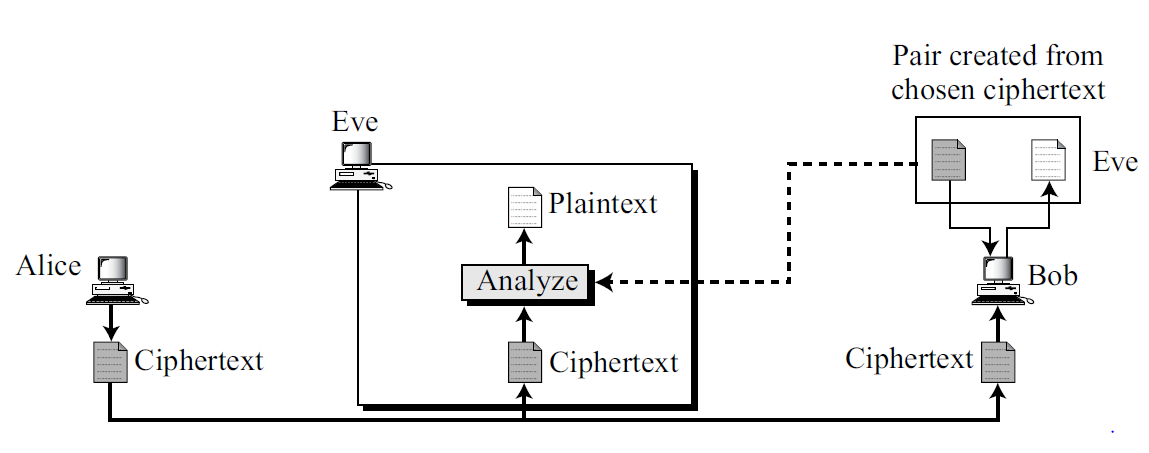 Pair created from
chosen ciphertext
Eve
Eve
Plaintext
Alice
Analyze
Bob
Ciphertext
Ciphertext
Ciphertext